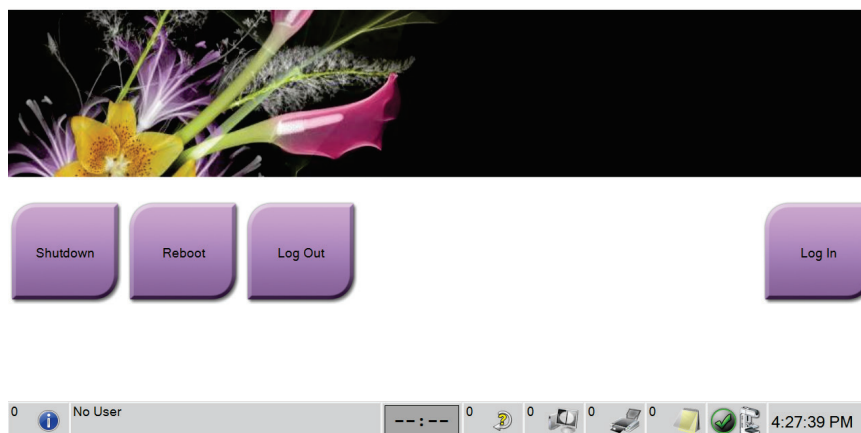 Shutdown
Reboot
Log Out
Log In
0
No User
--:--
0
0
0
0
4:27:39 PM